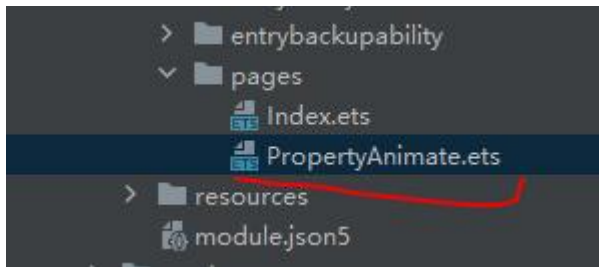 entrybackupability
pages
Index.ets
PropertyAnimate.ets
resources
module.json5